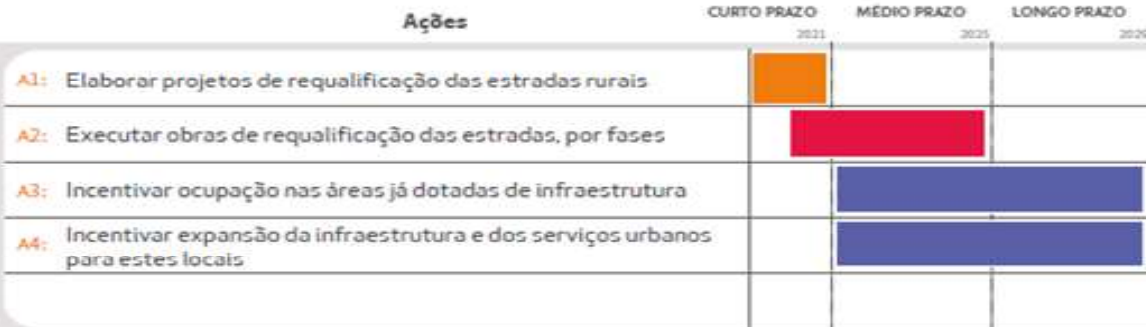 Ações
CURTO PRAZO
MÉDIO PRAZO
LONGO PRAZO
2021
2025
2029
A1: Elaborar projetos de requalificação das estradas rurais
A2: Executar obras de requalificação das estradas, por fases
A3: Incentivar ocupação nas áreas já dotadas de infraestrutura
A4: Incentivar expansão da infraestrutura e dos serviços urbanos
para estes locais